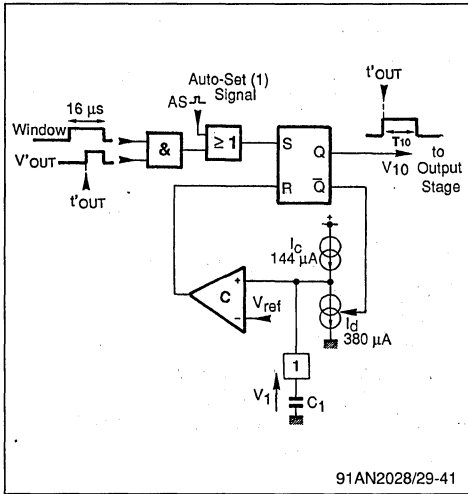 t'OUT
Auto-Set (1)
Signal
AS
16 µs
Window
V'OUT
t'OUT
&
≥ 1
S
R
Q
Q̅
T10
V10
to
Output
Stage
+
IC
144 µA
C
+
−
Vref
Id
380 µA
1
V1
C1
91AN2028/29-41